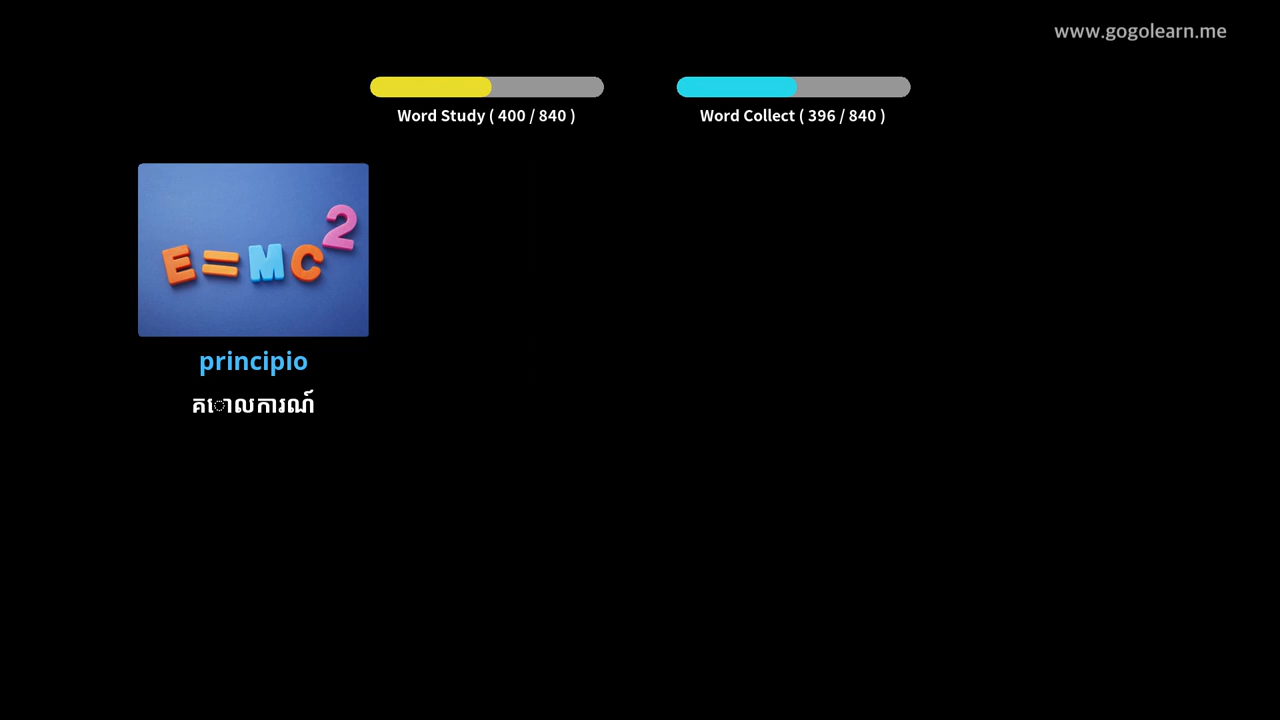 www.gogolearn.me
Word Study ( 400 / 840 )
Word Collect ( 396 / 840 )
E=MC2
principio
គោលការណ៍